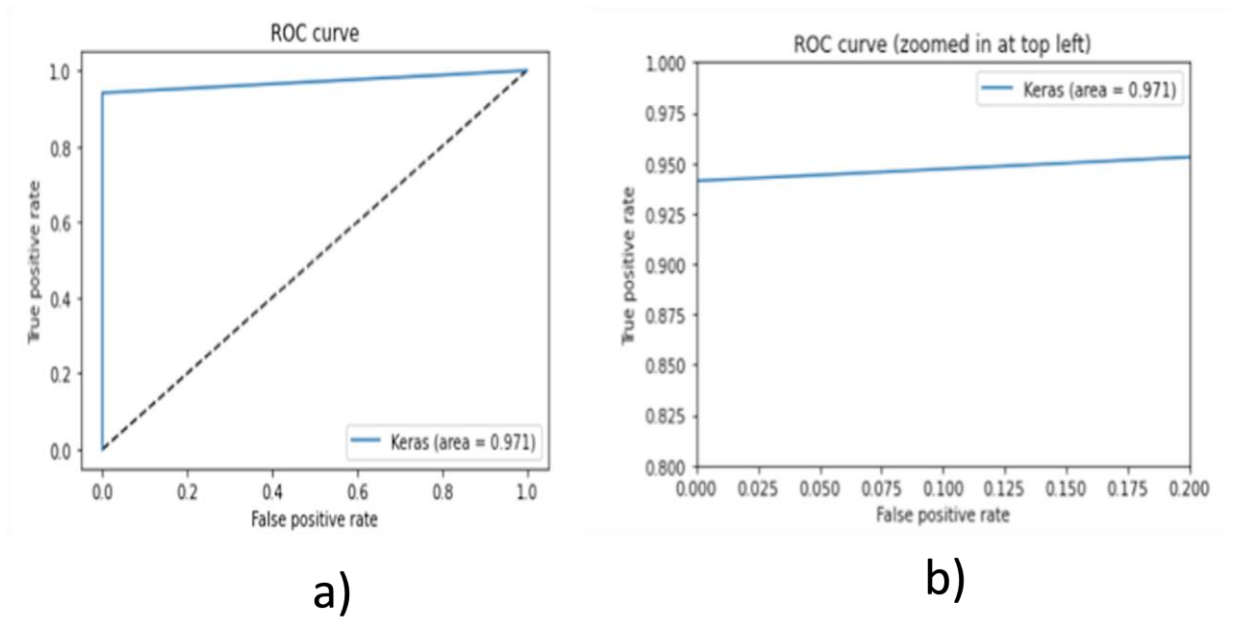 ROC curve
1.0
0.8
0.6
0.4
0.2
0.0
True positive rate
Keras (area = 0.971)
0.0 0.2 0.4 0.6 0.8 1.0
False positive rate
a)
ROC curve (zoomed in at top left)
1.000
0.975
0.950
0.925
0.900
0.875
0.850
0.825
0.800
True positive rate
Keras (area = 0.971)
0.000 0.025 0.050 0.075 0.100 0.125 0.150 0.175 0.200
False positive rate
b)